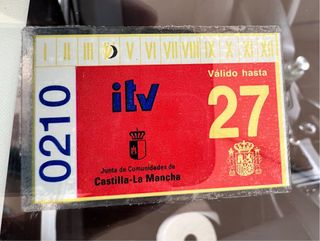 I II III V VI VII VIII IX X XI XII
0210
itv
Válido hasta
27
Junta de Comunidades de
Castilla-La Mancha